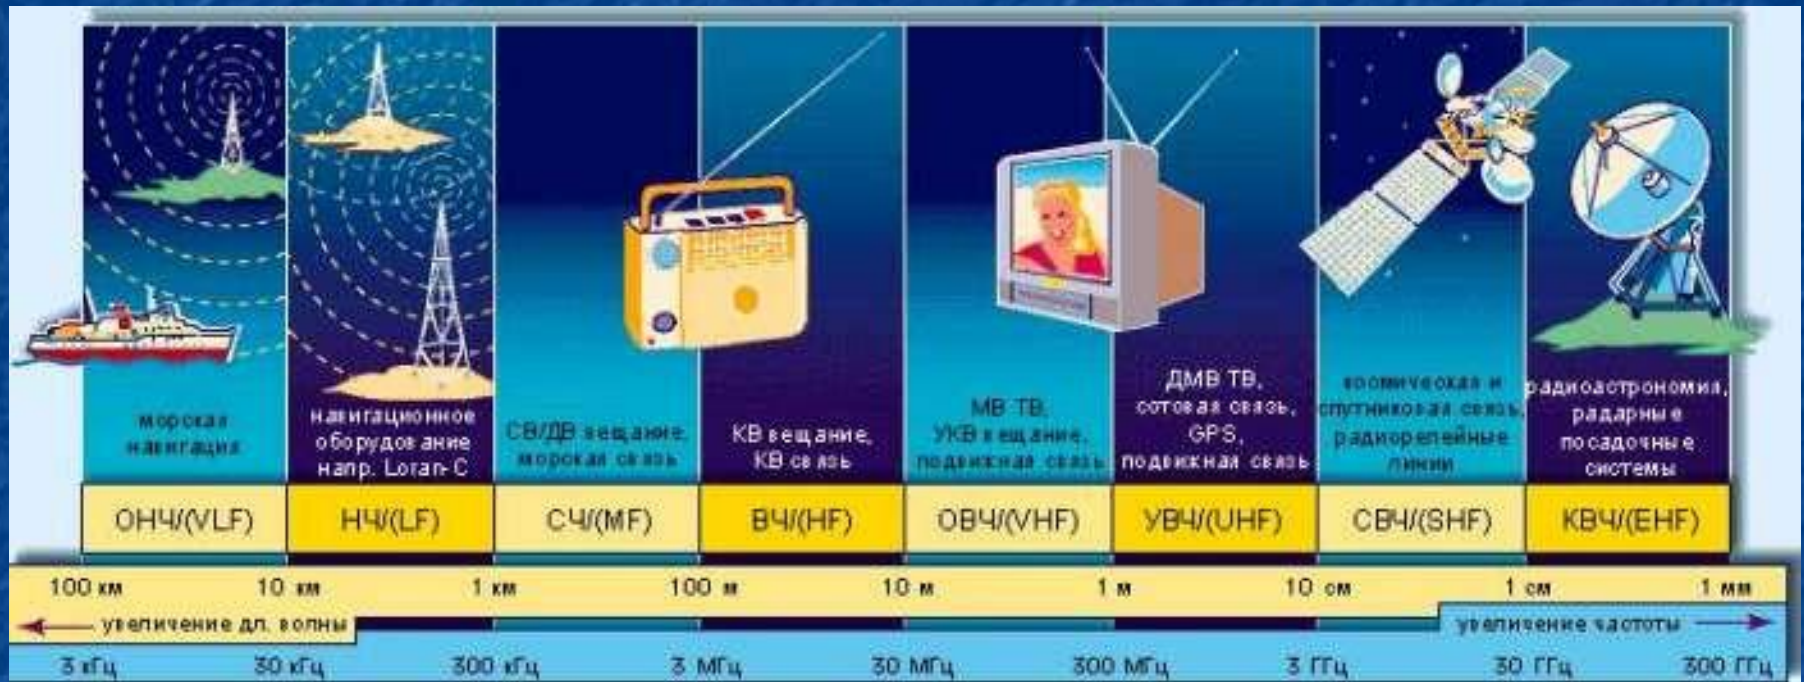 морская
навигация
навигационное
оборудование
напр. Loran-C
СВ/ДВ вещание,
морская связь
КВ вещание,
КВ связь
МВ ТВ,
УКВ вещание,
подвижная связь
ДМВ ТВ,
сотовая связь,
GPS,
подвижная связь
космическая и
спутниковая связь,
радиорелейные
линии
радиоастрономия,
радарные
посадочные
системы
ОНЧ/(VLF) НЧ/(LF) СЧ/(MF) ВЧ/(HF) ОВЧ/(VHF) УВЧ/(UHF) СВЧ/(SHF) КВЧ/(EHF)
100 км 10 км 1 км 100 м 10 м 1 м 10 см 1 см 1 мм
увеличение дл. волны увеличение частоты
3 кГц 30 кГц 300 кГц 3 МГц 30 МГц 300 МГц 3 ГГц 30 ГГц 300 ГГц